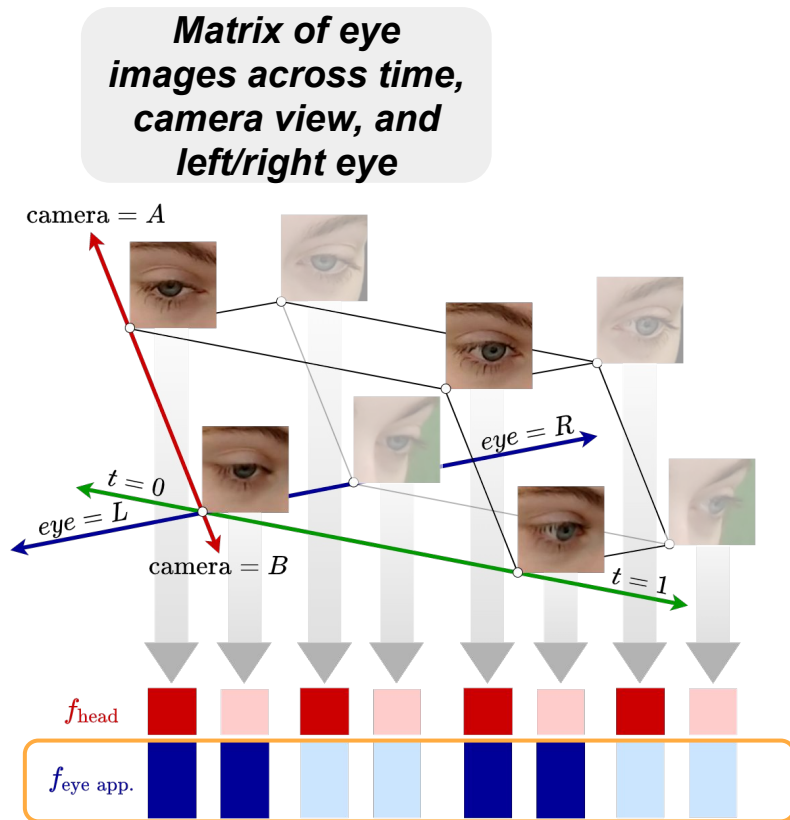 Matrix of eye
images across time,
camera view, and
left/right eye
camera = A
eye = R
t = 0
eye = L
camera = B
t = 1
f_head
f_eye app.